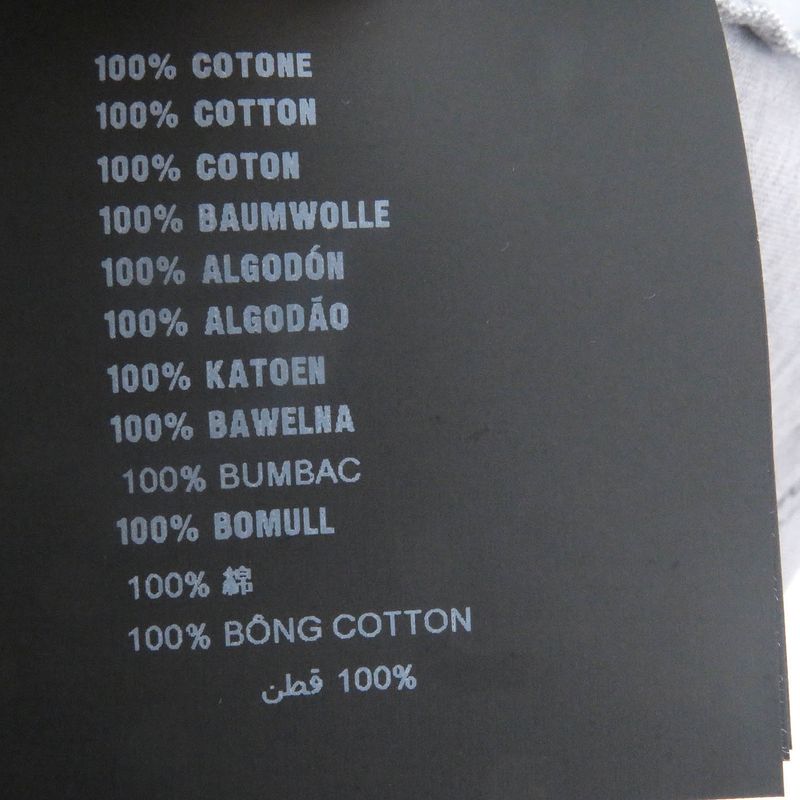 100% COTONE
100% COTTON
100% COTON
100% BAUMWOLLE
100% ALGODÓN
100% ALGODÃO
100% KATOEN
100% BAWELNA
100% BUMBAC
100% BOMULL
100% 綿
100% BÔNG COTTON
100% قطن